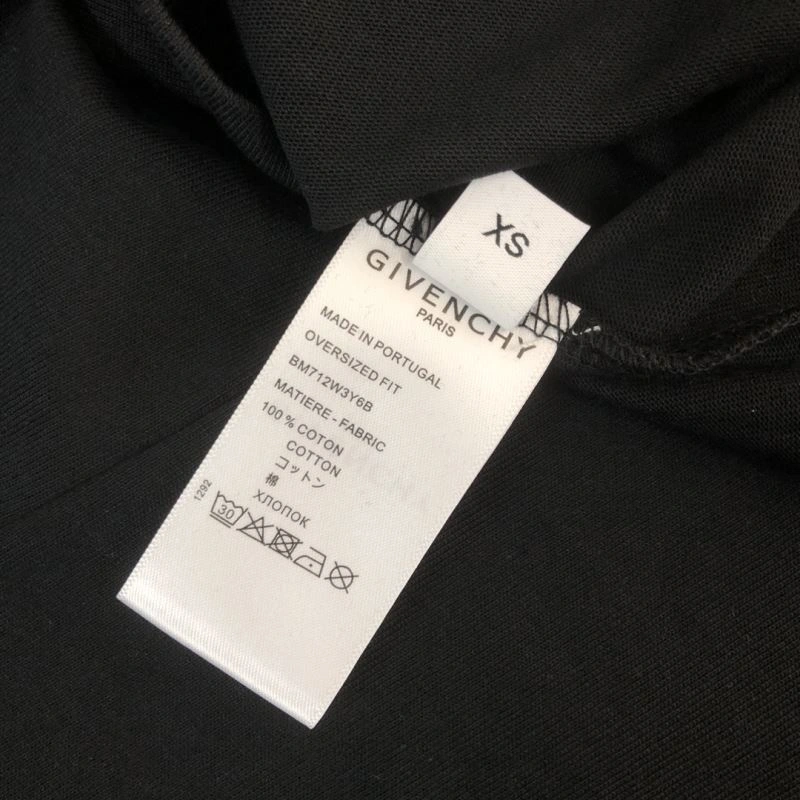 XS
GIVENCHY
PARIS
MADE IN PORTUGAL
OVERSIZED FIT
BM712W3Y6B
MATIERE - FABRIC
100 % COTON
COTTON
コットン
棉
ХЛОПОК
1292
30